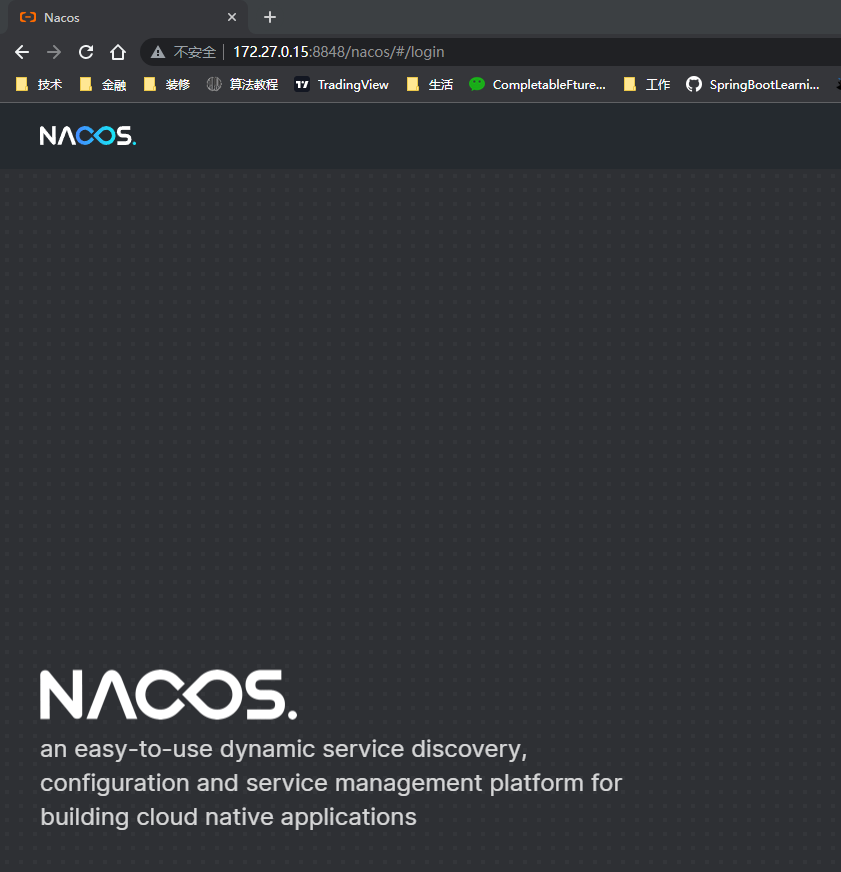 Nacos
不安全 | 172.27.0.15:8848/nacos/#/login
技术 金融 装修 算法教程 TradingView 生活 CompletableFture... 工作 SpringBootLearni...
NACOS.
NACOS.
an easy-to-use dynamic service discovery,
configuration and service management platform for
building cloud native applications